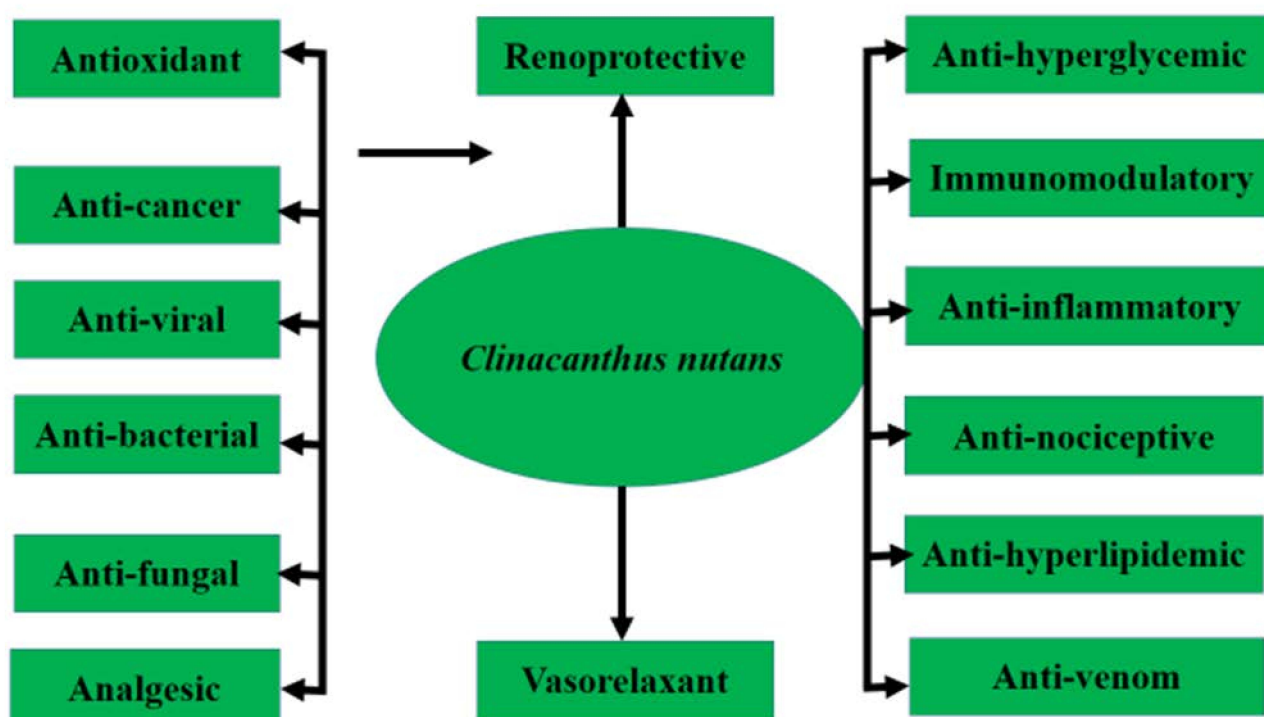 Antioxidant
Anti-cancer
Anti-viral
Anti-bacterial
Anti-fungal
Analgesic
Renoprotective
Clinacanthus nutans
Vasorelaxant
Anti-hyperglycemic
Immunomodulatory
Anti-inflammatory
Anti-nociceptive
Anti-hyperlipidemic
Anti-venom